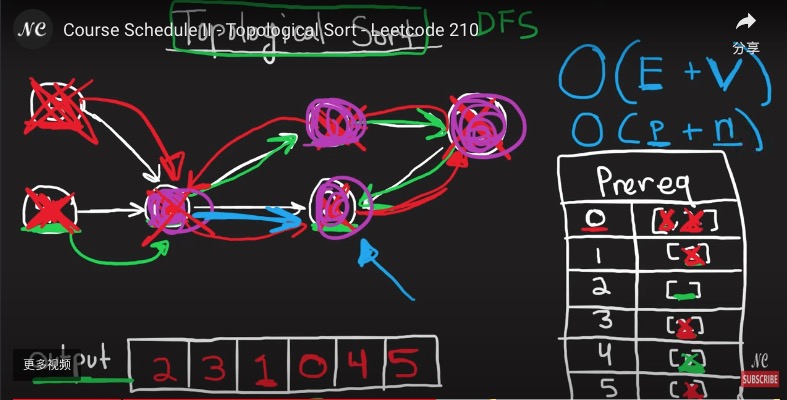 NC Course Schedule II - Topological Sort - Leetcode 210
Topological Sort
DFS
分享
O(E + V)
O(p + n)
Prereq
0 [
1 [
2 [ ]
3 [
4 [
5 [
更多视频
output 2 3 1 0 4 5
NC
SUBSCRIBE